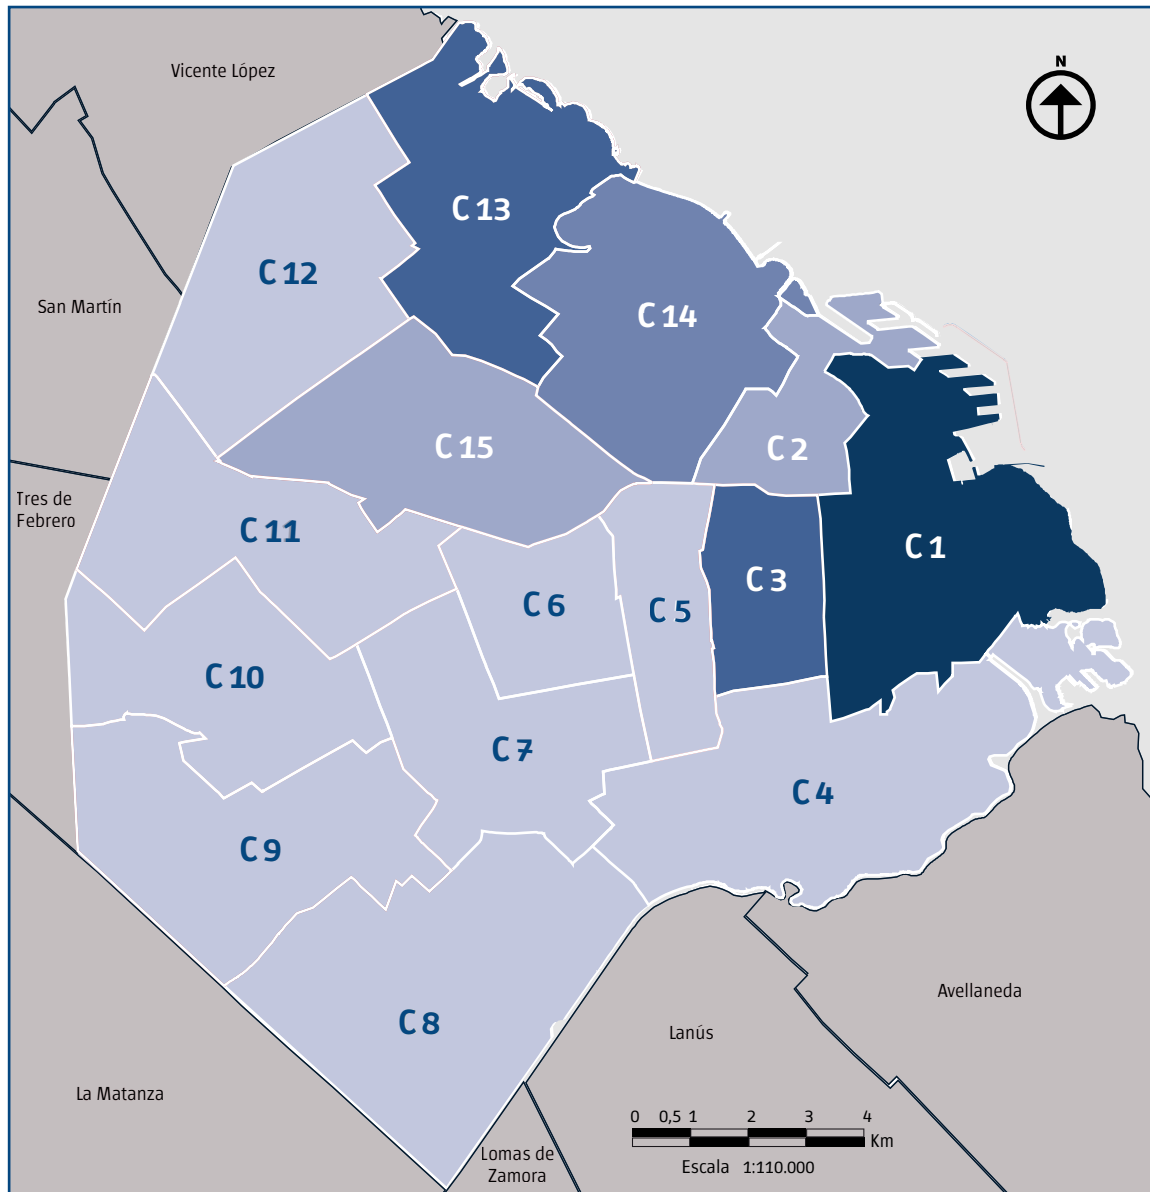 Vicente López
N
C 13
C 12
San Martín
C 14
C 15
C 2
Tres de
Febrero
C 11
C 1
C 3
C 6
C 5
C 10
C 7
C 4
C 9
Avellaneda
C 8
Lanús
La Matanza
0 0,5 1 2 3 4
Km
Lomas de
Zamora
Escala 1:110.000